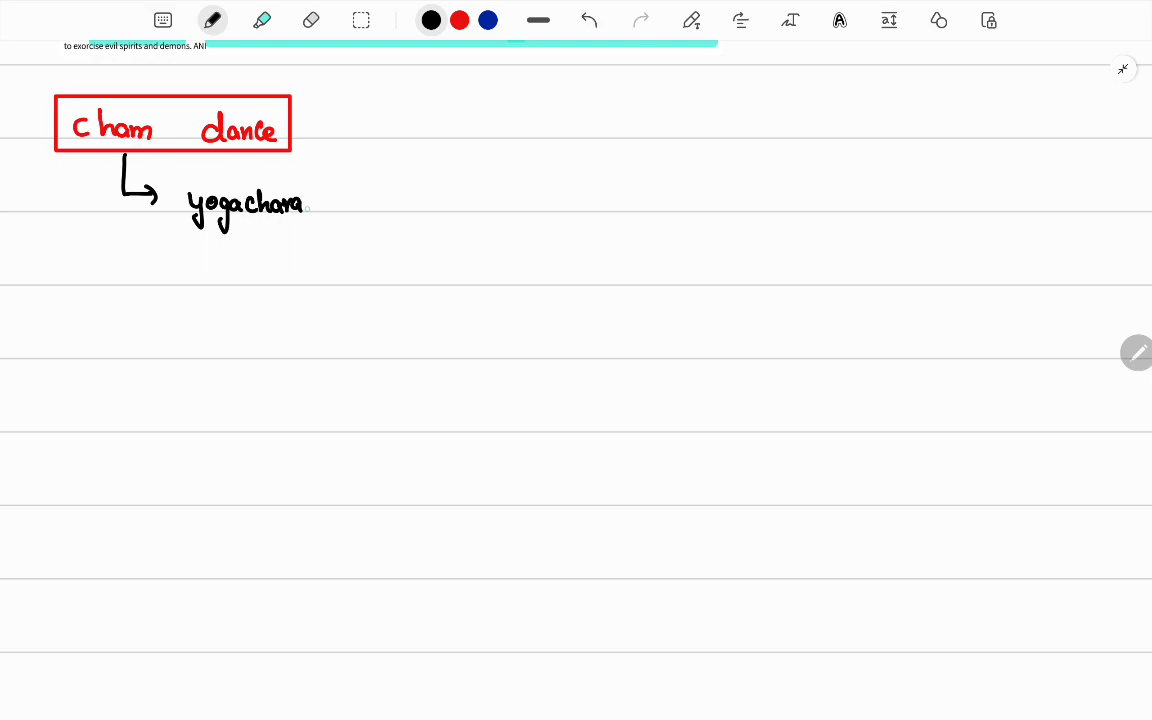 to exorcise evil spirits and demons. ANI
cham dance
yogachara